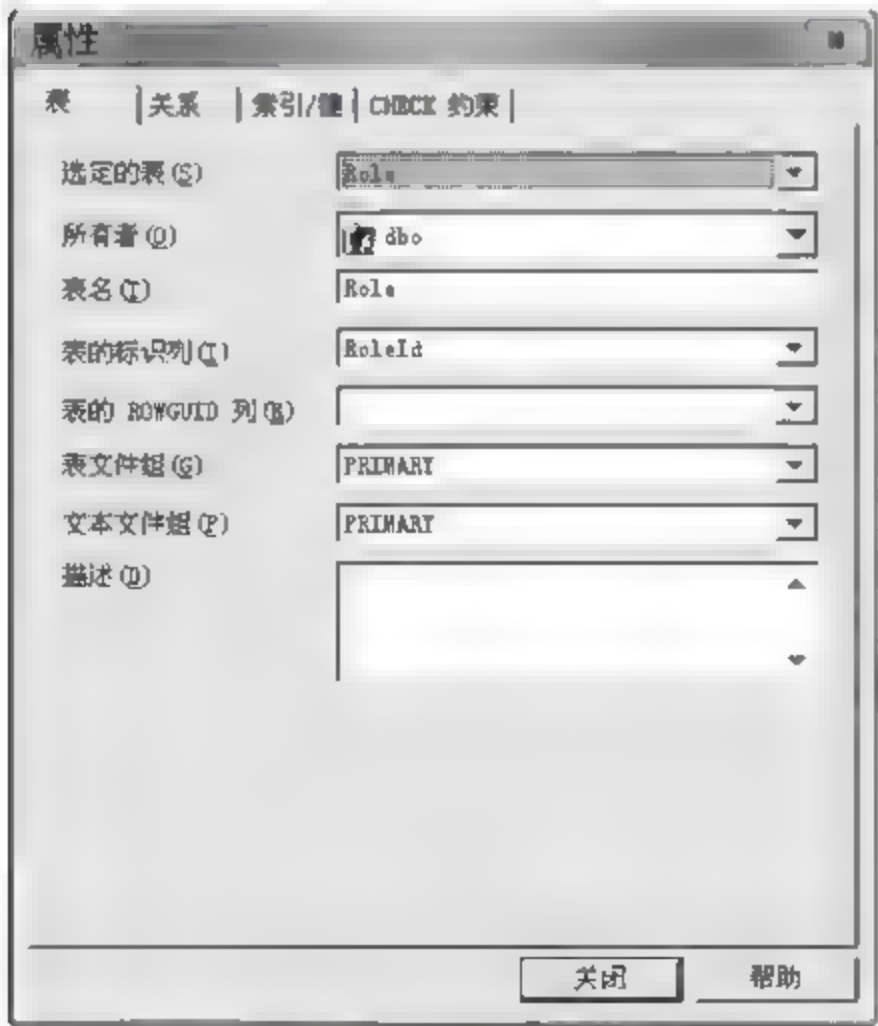 属性
表 关系 索引/键 CHECK 约束
选定的表(S) Role
所有者(O) dbo
表名(T) Role
表的标识列(I) RoleId
表的 ROWGUID 列(R)
表文件组(G) PRIMARY
文本文件组(P) PRIMARY
描述(D)
关闭 帮助